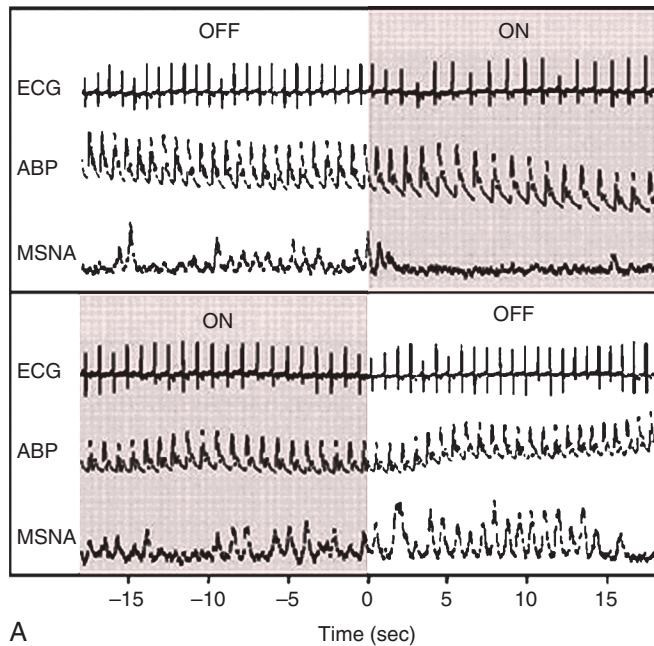 OFF ON
ECG
ABP
MSNA
ON OFF
ECG
ABP
MSNA
–15 –10 –5 0 5 10 15
A Time (sec)